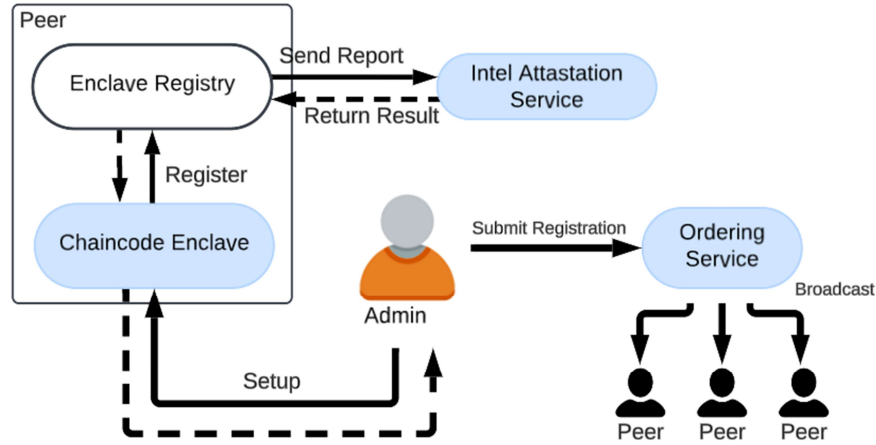 Peer
Send Report
Enclave Registry
Intel Attastation
Service
Return Result
Register
Chaincode Enclave
Submit Registration
Ordering
Service
Broadcast
Admin
Setup
Peer
Peer
Peer